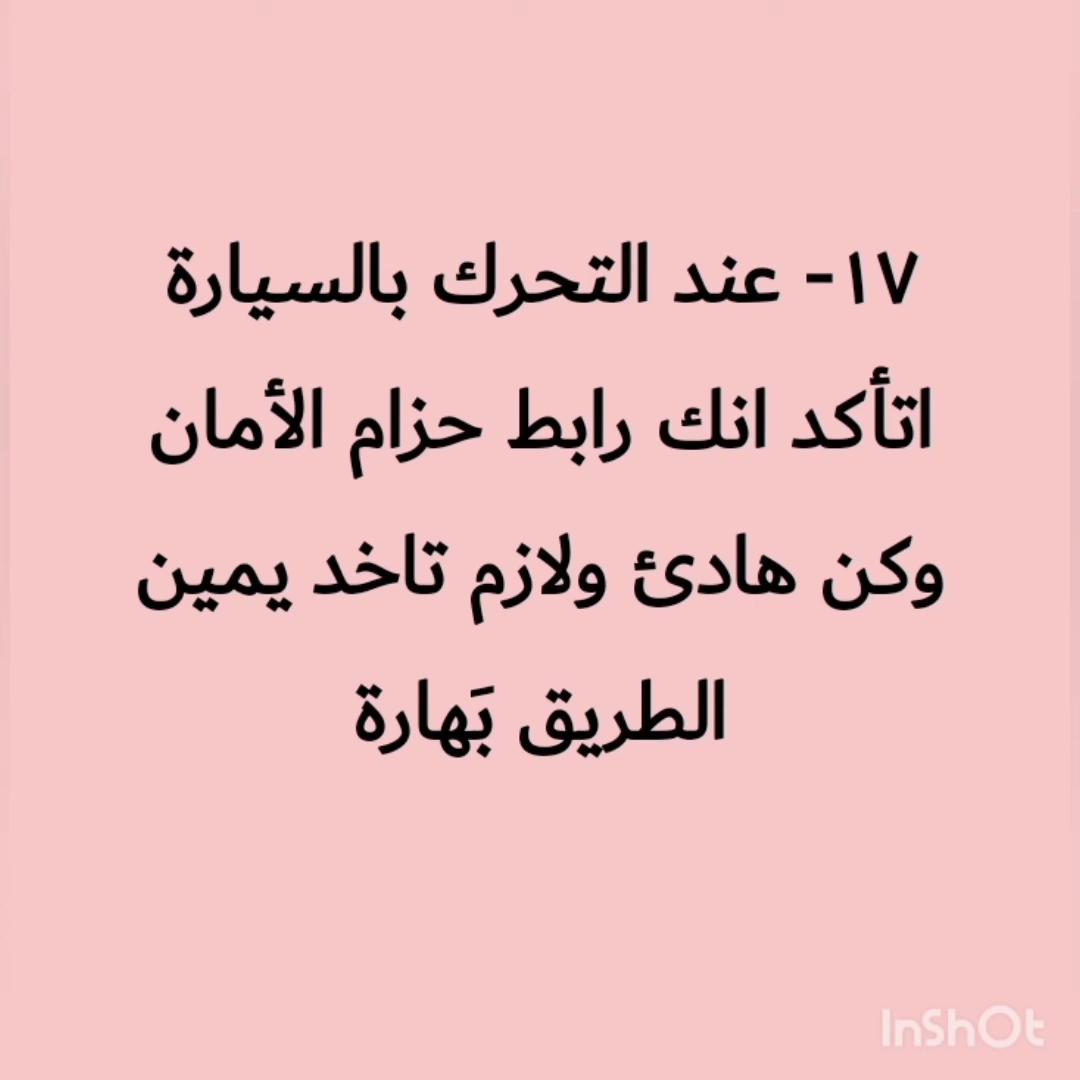 ١٧- عند التحرك بالسيارة
اتأكد انك رابط حزام الأمان
وكن هادئ ولازم تاخد يمين
الطريق بَهارة
InShOt